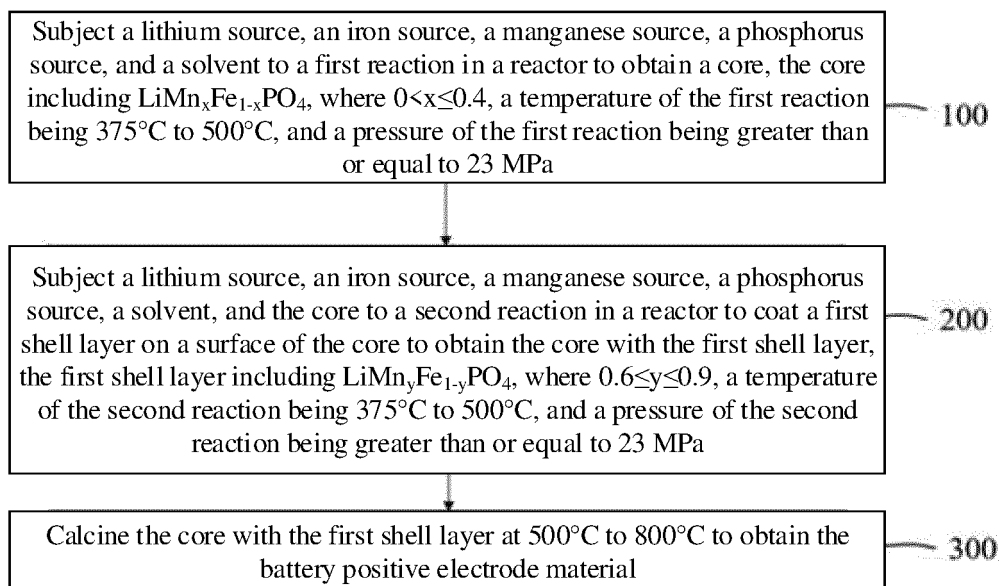 Subject a lithium source, an iron source, a manganese source, a phosphorus
source, and a solvent to a first reaction in a reactor to obtain a core, the core
including LiMnₓFe₁₋ₓPO₄, where 0<x≤0.4, a temperature of the first reaction
being 375°C to 500°C, and a pressure of the first reaction being greater than
or equal to 23 MPa
100
Subject a lithium source, an iron source, a manganese source, a phosphorus
source, a solvent, and the core to a second reaction in a reactor to coat a first
shell layer on a surface of the core to obtain the core with the first shell layer,
the first shell layer including LiMnyFe1-yPO4, where 0.6≤y≤0.9, a temperature
of the second reaction being 375°C to 500°C, and a pressure of the second
reaction being greater than or equal to 23 MPa
200
Calcine the core with the first shell layer at 500°C to 800°C to obtain the
battery positive electrode material
300